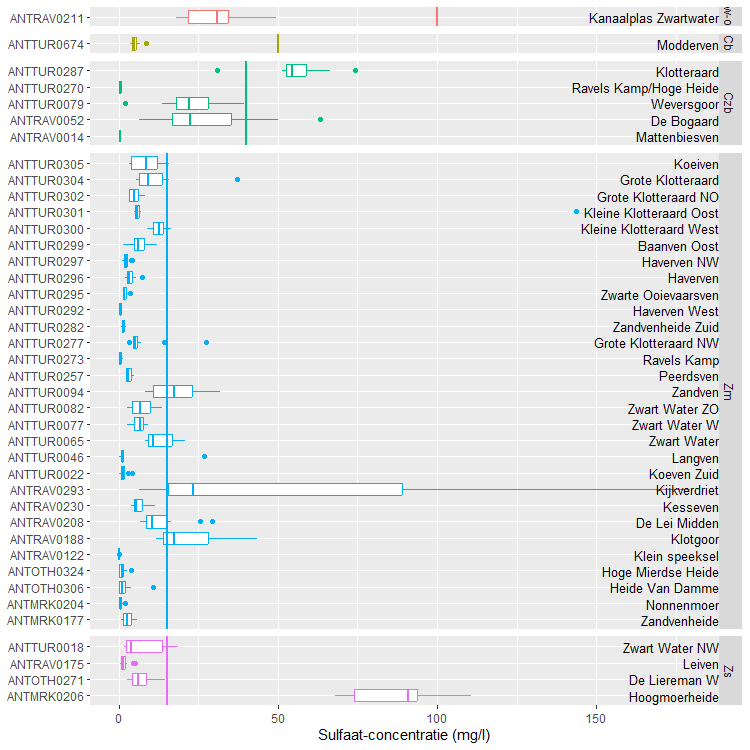 ANTRAV0211 Kanaalplas Zwartwater
ANTTUR0674 Modderven Cb
ANTTUR0287 Klotteraard
ANTTUR0270 Ravels Kamp/Hoge Heide
ANTTUR0079 Weversgoor Czb
ANTRAV0052 De Bogaard
ANTRAV0014 Mattenbiesven
ANTTUR0305 Koeiven
ANTTUR0304 Grote Klotteraard
ANTTUR0302 Grote Klotteraard NO
ANTTUR0301 Kleine Klotteraard Oost
ANTTUR0300 Kleine Klotteraard West
ANTTUR0299 Baanven Oost
ANTTUR0297 Haverven NW
ANTTUR0296 Haverven
ANTTUR0295 Zwarte Ooievaarsven
ANTTUR0292 Haverven West
ANTTUR0282 Zandvenheide Zuid
ANTTUR0277 Grote Klotteraard NW
ANTTUR0273 Ravels Kamp
ANTTUR0257 Peerdsven
ANTTUR0094 Zandven Zm
ANTTUR0082 Zwart Water ZO
ANTTUR0077 Zwart Water W
ANTTUR0065 Zwart Water
ANTTUR0046 Langven
ANTTUR0022 Koeven Zuid
ANTRAV0293 Kijkverdriet
ANTRAV0230 Kesseven
ANTRAV0208 De Lei Midden
ANTRAV0188 Klotgoor
ANTRAV0122 Klein speeksel
ANTOTH0324 Hoge Mierdse Heide
ANTOTH0306 Heide Van Damme
ANTMRK0204 Nonnenmoer
ANTMRK0177 Zandvenheide
ANTTUR0018 Zwart Water NW
ANTRAV0175 Leiven Zs
ANTOTH0271 De Liereman W
ANTMRK0206 Hoogmoerheide
0 50 100 150
Sulfaat-concentratie (mg/l)